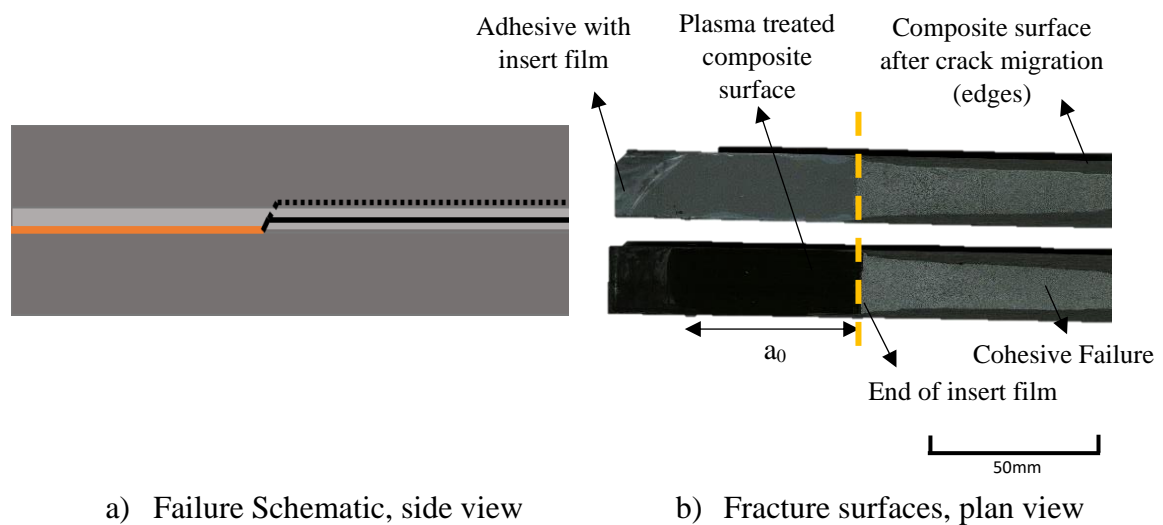 Adhesive with
insert film
Plasma treated
composite
surface
Composite surface
after crack migration
(edges)
a0
Cohesive Failure
End of insert film
50mm
a) Failure Schematic, side view
b) Fracture surfaces, plan view